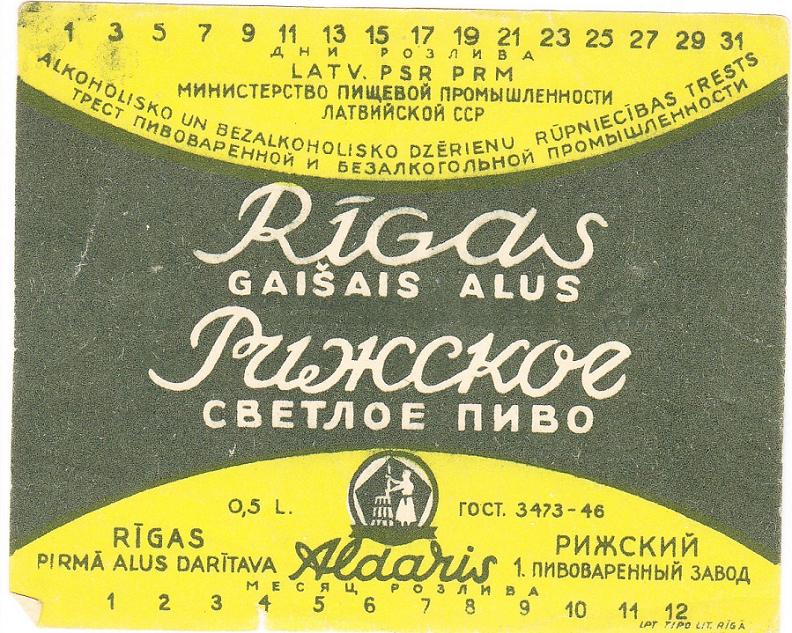 1 3 5 7 9 11 13 15 17 19 21 23 25 27 29 31
ДНИ РОЗЛИВА
LATV. PSR PRM
МИНИСТЕРСТВО ПИЩЕВОЙ ПРОМЫШЛЕННОСТИ
ЛАТВИЙСКОЙ ССР
ALKOHOLISKO UN BEZALKOHOLISKO DZĒRIENU RŪPNIECĪBAS TRESTS
ТРЕСТ ПИВОВАРЕННОЙ И БЕЗАЛКОГОЛЬНОЙ ПРОМЫШЛЕННОСТИ
Rīgas
GAIŠAIS ALUS
Рижское
СВЕТЛОЕ ПИВО
0,5 L.
ГОСТ. 3473-46
RĪGAS
PIRMĀ ALUS DARĪTAVA
Aldaris
РИЖСКИЙ
1. ПИВОВАРЕННЫЙ ЗАВОД
МЕСЯЦ РОЗЛИВА
1 2 3 4 5 6 7 8 9 10 11 12
LPT TIPO LIT. RĪGĀ